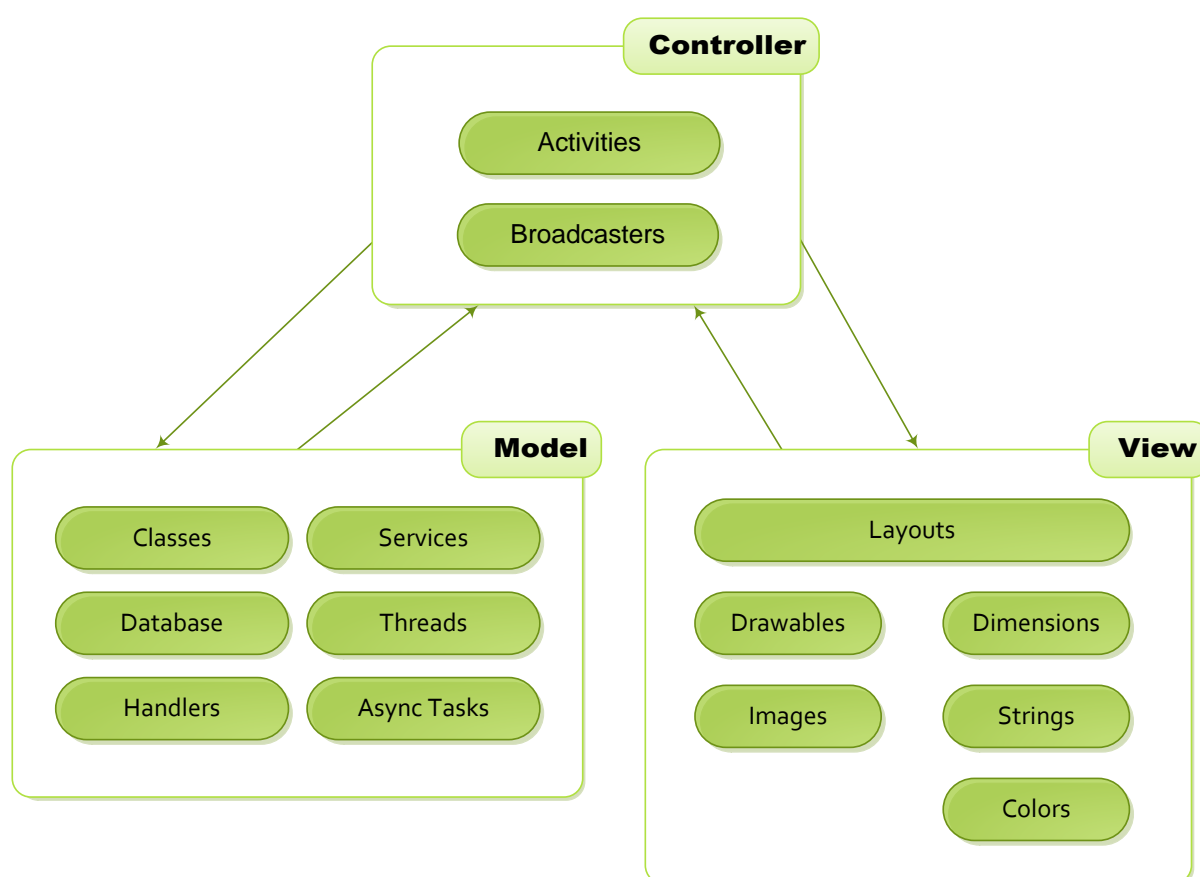 Controller
Activities
Broadcasters
Model
Classes
Services
Database
Threads
Handlers
Async Tasks
View
Layouts
Drawables
Dimensions
Images
Strings
Colors